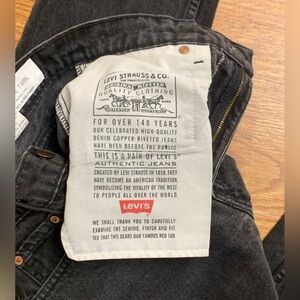 LEVI STRAUSS & CO.
ORIGINAL RIVETED
QUALITY CLOTHING
TRADE MARK
FOR OVER 140 YEARS
OUR CELEBRATED HIGH-QUALITY
DENIM COPPER-RIVETED JEANS
HAVE BEEN BEFORE THE PUBLIC
THIS IS A PAIR OF LEVI'S
AUTHENTIC JEANS
CREATED BY LEVI STRAUSS IN 1850, THEY
HAVE BECOME AN AMERICAN TRADITION,
SYMBOLIZING THE VITALITY OF THE WEST
TO PEOPLE ALL OVER THE WORLD.
LEVI'S
WE SHALL THANK YOU TO CAREFULLY
EXAMINE THE SEWING, FINISH AND FIT.
SEE THAT THIS BEARS OUR FAMOUS RED TAB.